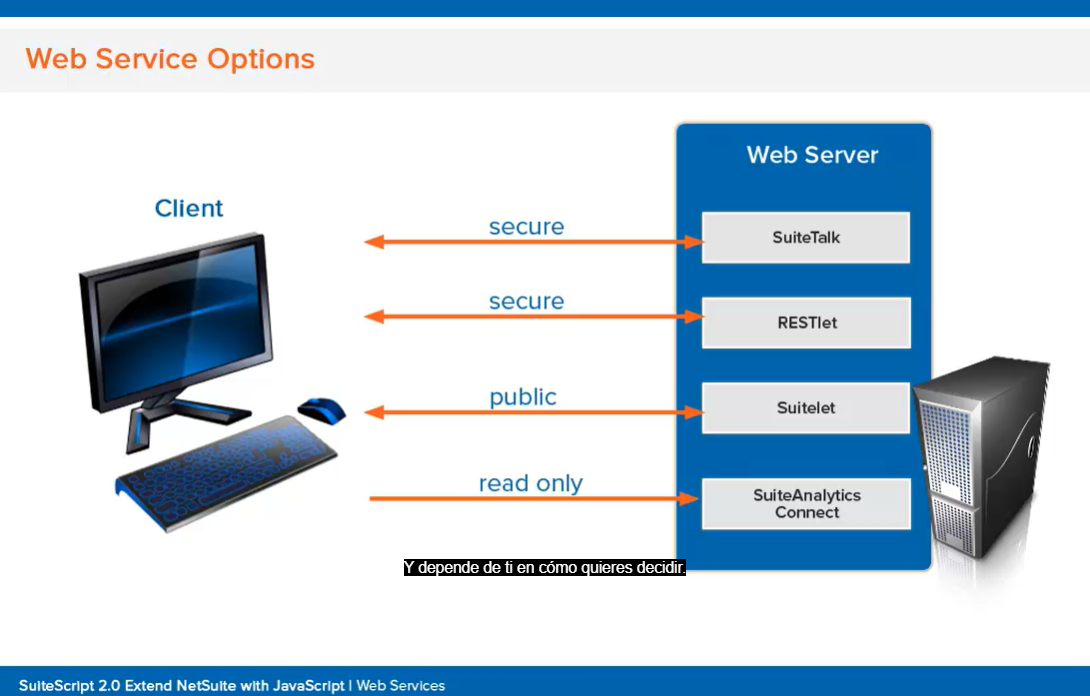 Web Service Options
Web Server
Client
secure
SuiteTalk
secure
RESTlet
public
Suitelet
read only
SuiteAnalytics
Connect
Y depende de ti en cómo quieres decidir.
SuiteScript 2.0 Extend NetSuite with JavaScript | Web Services